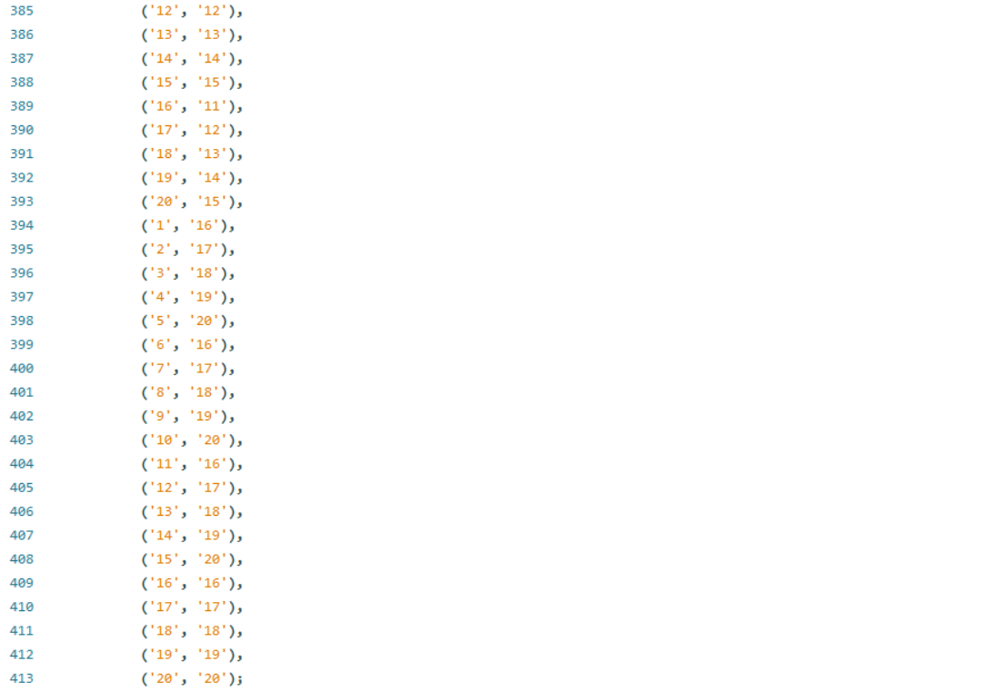 385 ('12', '12'),
386 ('13', '13'),
387 ('14', '14'),
388 ('15', '15'),
389 ('16', '11'),
390 ('17', '12'),
391 ('18', '13'),
392 ('19', '14'),
393 ('20', '15'),
394 ('1', '16'),
395 ('2', '17'),
396 ('3', '18'),
397 ('4', '19'),
398 ('5', '20'),
399 ('6', '16'),
400 ('7', '17'),
401 ('8', '18'),
402 ('9', '19'),
403 ('10', '20'),
404 ('11', '16'),
405 ('12', '17'),
406 ('13', '18'),
407 ('14', '19'),
408 ('15', '20'),
409 ('16', '16'),
410 ('17', '17'),
411 ('18', '18'),
412 ('19', '19'),
413 ('20', '20');